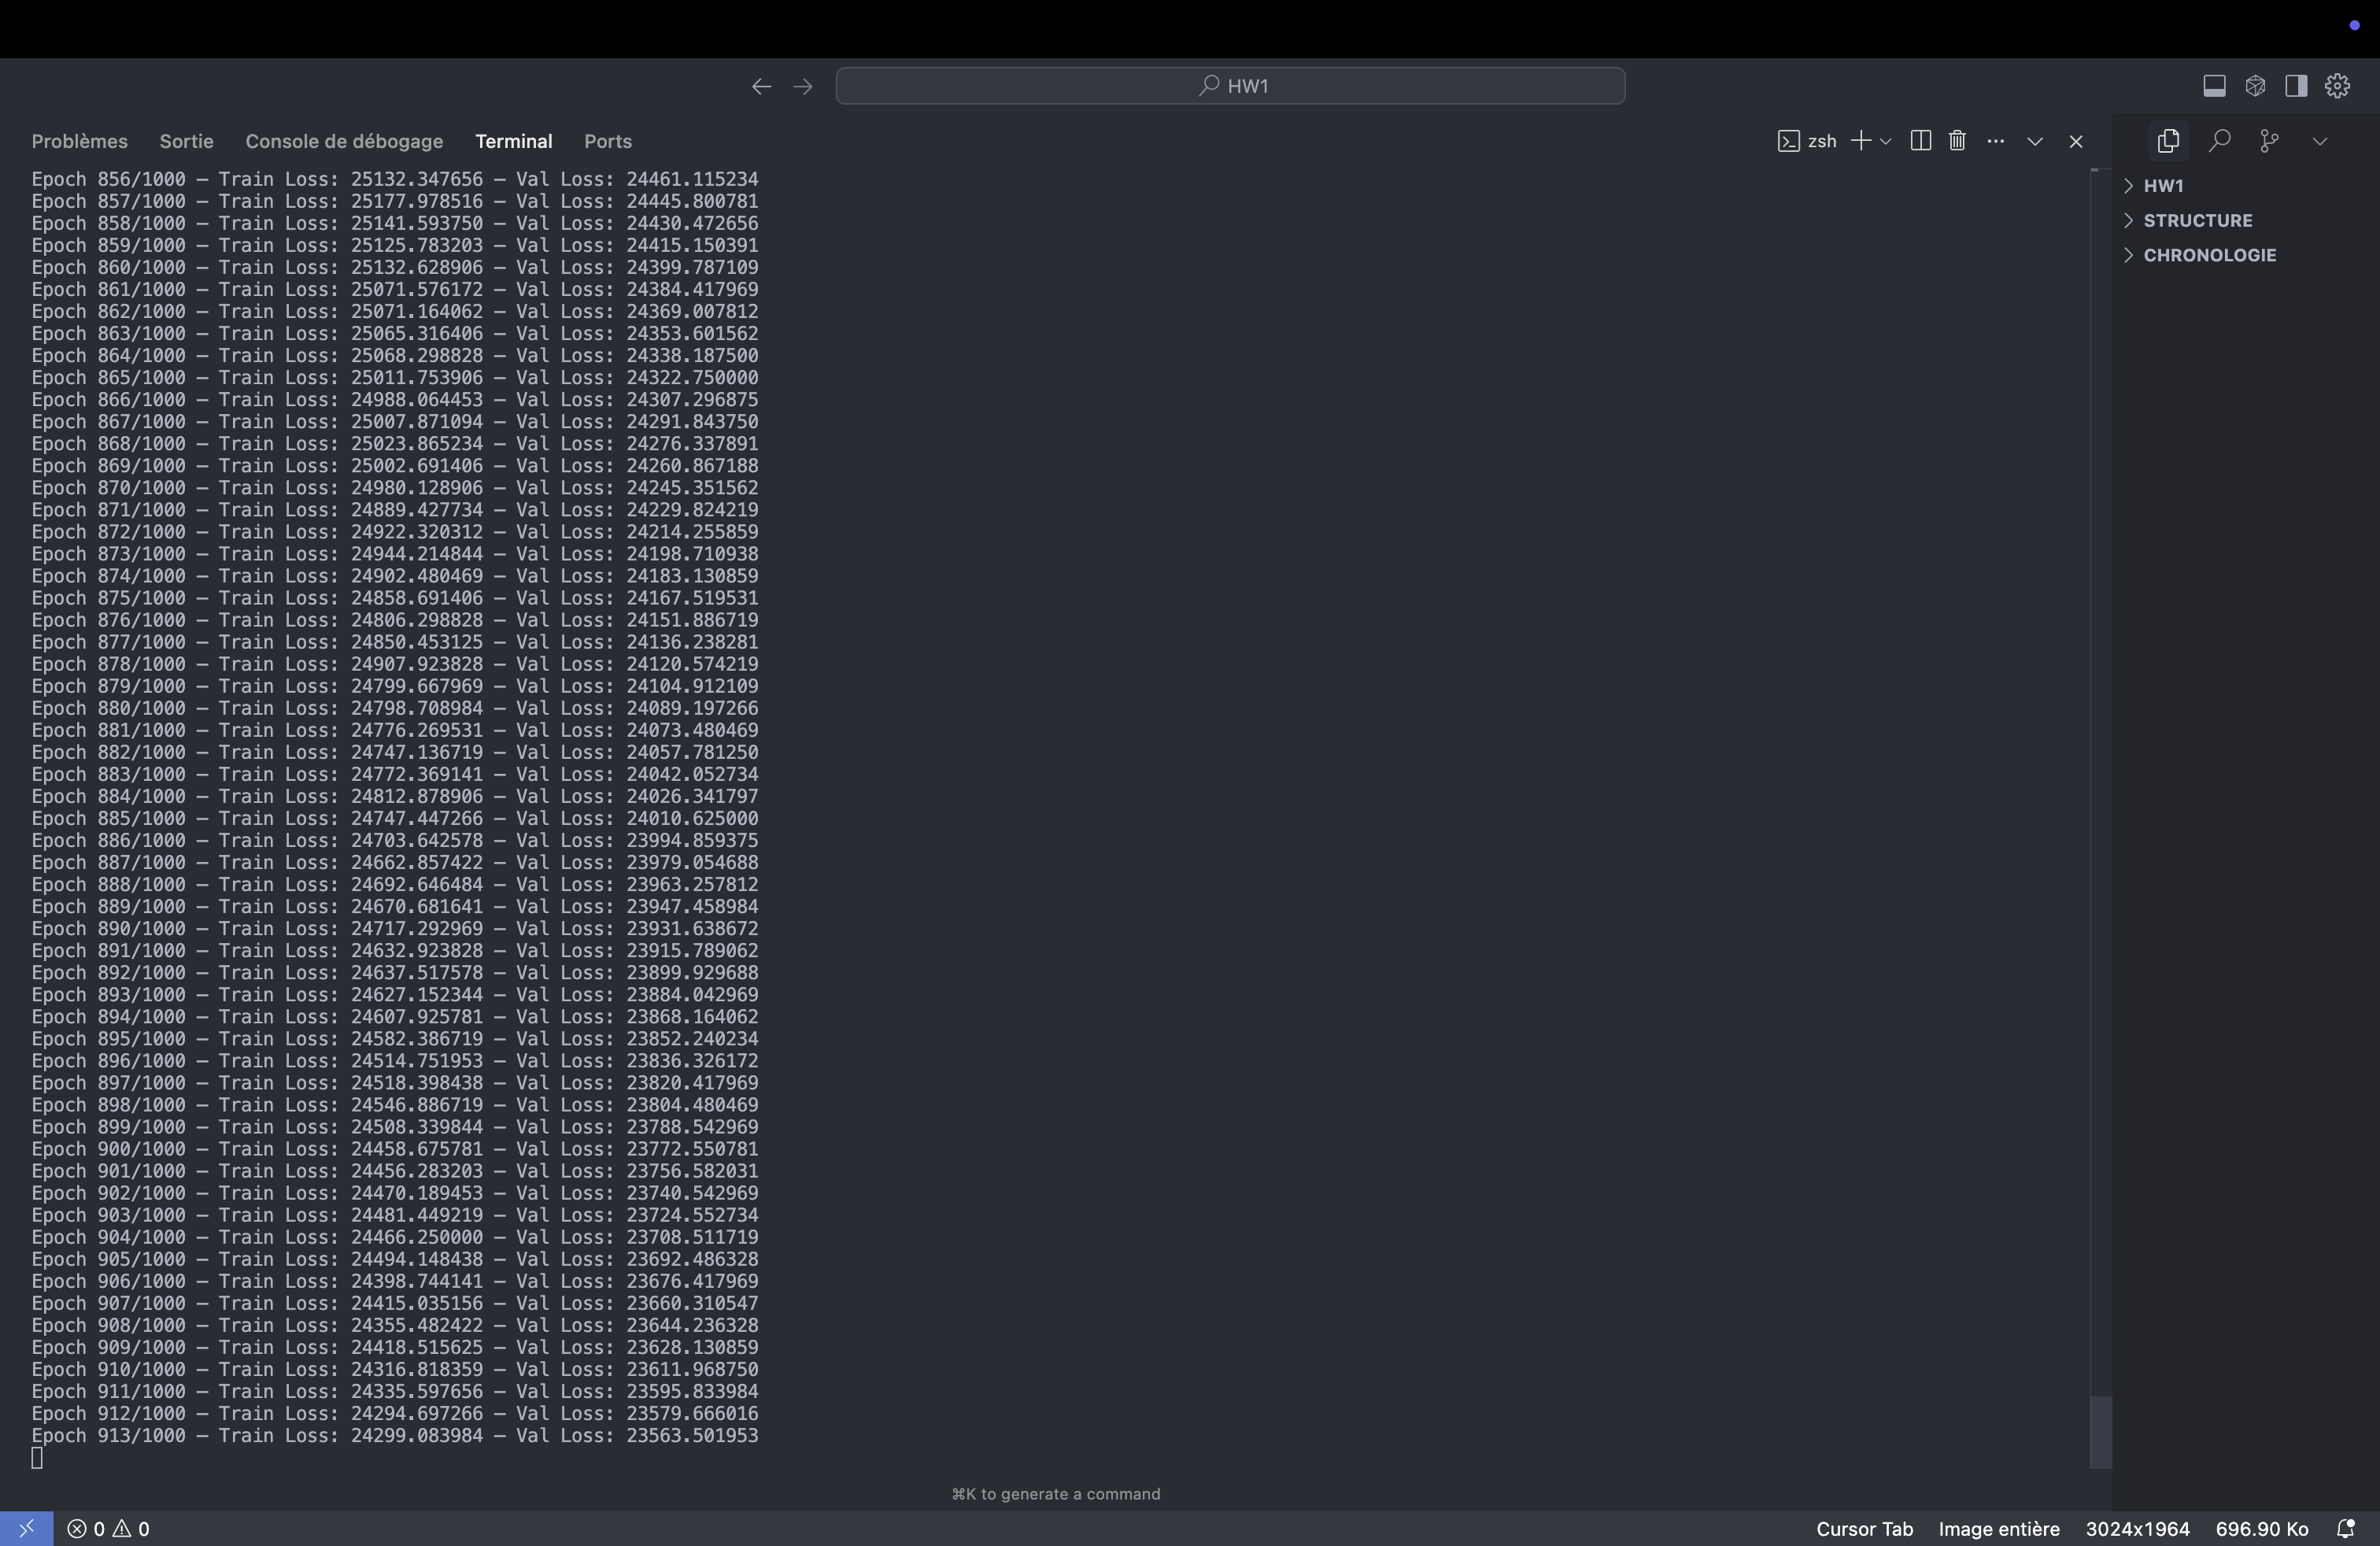 HW1
Problèmes Sortie Console de débogage Terminal Ports zsh
Epoch 856/1000 — Train Loss: 25132.347656 — Val Loss: 24461.115234
Epoch 857/1000 — Train Loss: 25177.978516 — Val Loss: 24445.800781
Epoch 858/1000 — Train Loss: 25141.593750 — Val Loss: 24430.472656
Epoch 859/1000 — Train Loss: 25125.783203 — Val Loss: 24415.150391
Epoch 860/1000 — Train Loss: 25132.628906 — Val Loss: 24399.787109
Epoch 861/1000 — Train Loss: 25071.576172 — Val Loss: 24384.417969
Epoch 862/1000 — Train Loss: 25071.164062 — Val Loss: 24369.007812
Epoch 863/1000 — Train Loss: 25065.316406 — Val Loss: 24353.601562
Epoch 864/1000 — Train Loss: 25068.298828 — Val Loss: 24338.187500
Epoch 865/1000 — Train Loss: 25011.753906 — Val Loss: 24322.750000
Epoch 866/1000 — Train Loss: 24988.064453 — Val Loss: 24307.296875
Epoch 867/1000 — Train Loss: 25007.871094 — Val Loss: 24291.843750
Epoch 868/1000 — Train Loss: 25023.865234 — Val Loss: 24276.337891
Epoch 869/1000 — Train Loss: 25002.691406 — Val Loss: 24260.867188
Epoch 870/1000 — Train Loss: 24980.128906 — Val Loss: 24245.351562
Epoch 871/1000 — Train Loss: 24889.427734 — Val Loss: 24229.824219
Epoch 872/1000 — Train Loss: 24922.320312 — Val Loss: 24214.255859
Epoch 873/1000 — Train Loss: 24944.214844 — Val Loss: 24198.710938
Epoch 874/1000 — Train Loss: 24902.480469 — Val Loss: 24183.130859
Epoch 875/1000 — Train Loss: 24858.691406 — Val Loss: 24167.519531
Epoch 876/1000 — Train Loss: 24806.298828 — Val Loss: 24151.886719
Epoch 877/1000 — Train Loss: 24850.453125 — Val Loss: 24136.238281
Epoch 878/1000 — Train Loss: 24907.923828 — Val Loss: 24120.574219
Epoch 879/1000 — Train Loss: 24799.667969 — Val Loss: 24104.912109
Epoch 880/1000 — Train Loss: 24798.708984 — Val Loss: 24089.197266
Epoch 881/1000 — Train Loss: 24776.269531 — Val Loss: 24073.480469
Epoch 882/1000 — Train Loss: 24747.136719 — Val Loss: 24057.781250
Epoch 883/1000 — Train Loss: 24772.369141 — Val Loss: 24042.052734
Epoch 884/1000 — Train Loss: 24812.878906 — Val Loss: 24026.341797
Epoch 885/1000 — Train Loss: 24747.447266 — Val Loss: 24010.625000
Epoch 886/1000 — Train Loss: 24703.642578 — Val Loss: 23994.859375
Epoch 887/1000 — Train Loss: 24662.857422 — Val Loss: 23979.054688
Epoch 888/1000 — Train Loss: 24692.646484 — Val Loss: 23963.257812
Epoch 889/1000 — Train Loss: 24670.681641 — Val Loss: 23947.458984
Epoch 890/1000 — Train Loss: 24717.292969 — Val Loss: 23931.638672
Epoch 891/1000 — Train Loss: 24632.923828 — Val Loss: 23915.789062
Epoch 892/1000 — Train Loss: 24637.517578 — Val Loss: 23899.929688
Epoch 893/1000 — Train Loss: 24627.152344 — Val Loss: 23884.042969
Epoch 894/1000 — Train Loss: 24607.925781 — Val Loss: 23868.164062
Epoch 895/1000 — Train Loss: 24582.386719 — Val Loss: 23852.240234
Epoch 896/1000 — Train Loss: 24514.751953 — Val Loss: 23836.326172
Epoch 897/1000 — Train Loss: 24518.398438 — Val Loss: 23820.417969
Epoch 898/1000 — Train Loss: 24546.886719 — Val Loss: 23804.480469
Epoch 899/1000 — Train Loss: 24508.339844 — Val Loss: 23788.542969
Epoch 900/1000 — Train Loss: 24458.675781 — Val Loss: 23772.550781
Epoch 901/1000 — Train Loss: 24456.283203 — Val Loss: 23756.582031
Epoch 902/1000 — Train Loss: 24470.189453 — Val Loss: 23740.542969
Epoch 903/1000 — Train Loss: 24481.449219 — Val Loss: 23724.552734
Epoch 904/1000 — Train Loss: 24466.250000 — Val Loss: 23708.511719
Epoch 905/1000 — Train Loss: 24494.148438 — Val Loss: 23692.486328
Epoch 906/1000 — Train Loss: 24398.744141 — Val Loss: 23676.417969
Epoch 907/1000 — Train Loss: 24415.035156 — Val Loss: 23660.310547
Epoch 908/1000 — Train Loss: 24355.482422 — Val Loss: 23644.236328
Epoch 909/1000 — Train Loss: 24418.515625 — Val Loss: 23628.130859
Epoch 910/1000 — Train Loss: 24316.818359 — Val Loss: 23611.968750
Epoch 911/1000 — Train Loss: 24335.597656 — Val Loss: 23595.833984
Epoch 912/1000 — Train Loss: 24294.697266 — Val Loss: 23579.666016
Epoch 913/1000 — Train Loss: 24299.083984 — Val Loss: 23563.501953
⌘K to generate a command
HW1
STRUCTURE
CHRONOLOGIE
0 0 Cursor Tab Image entière 3024x1964 696.90 Ko